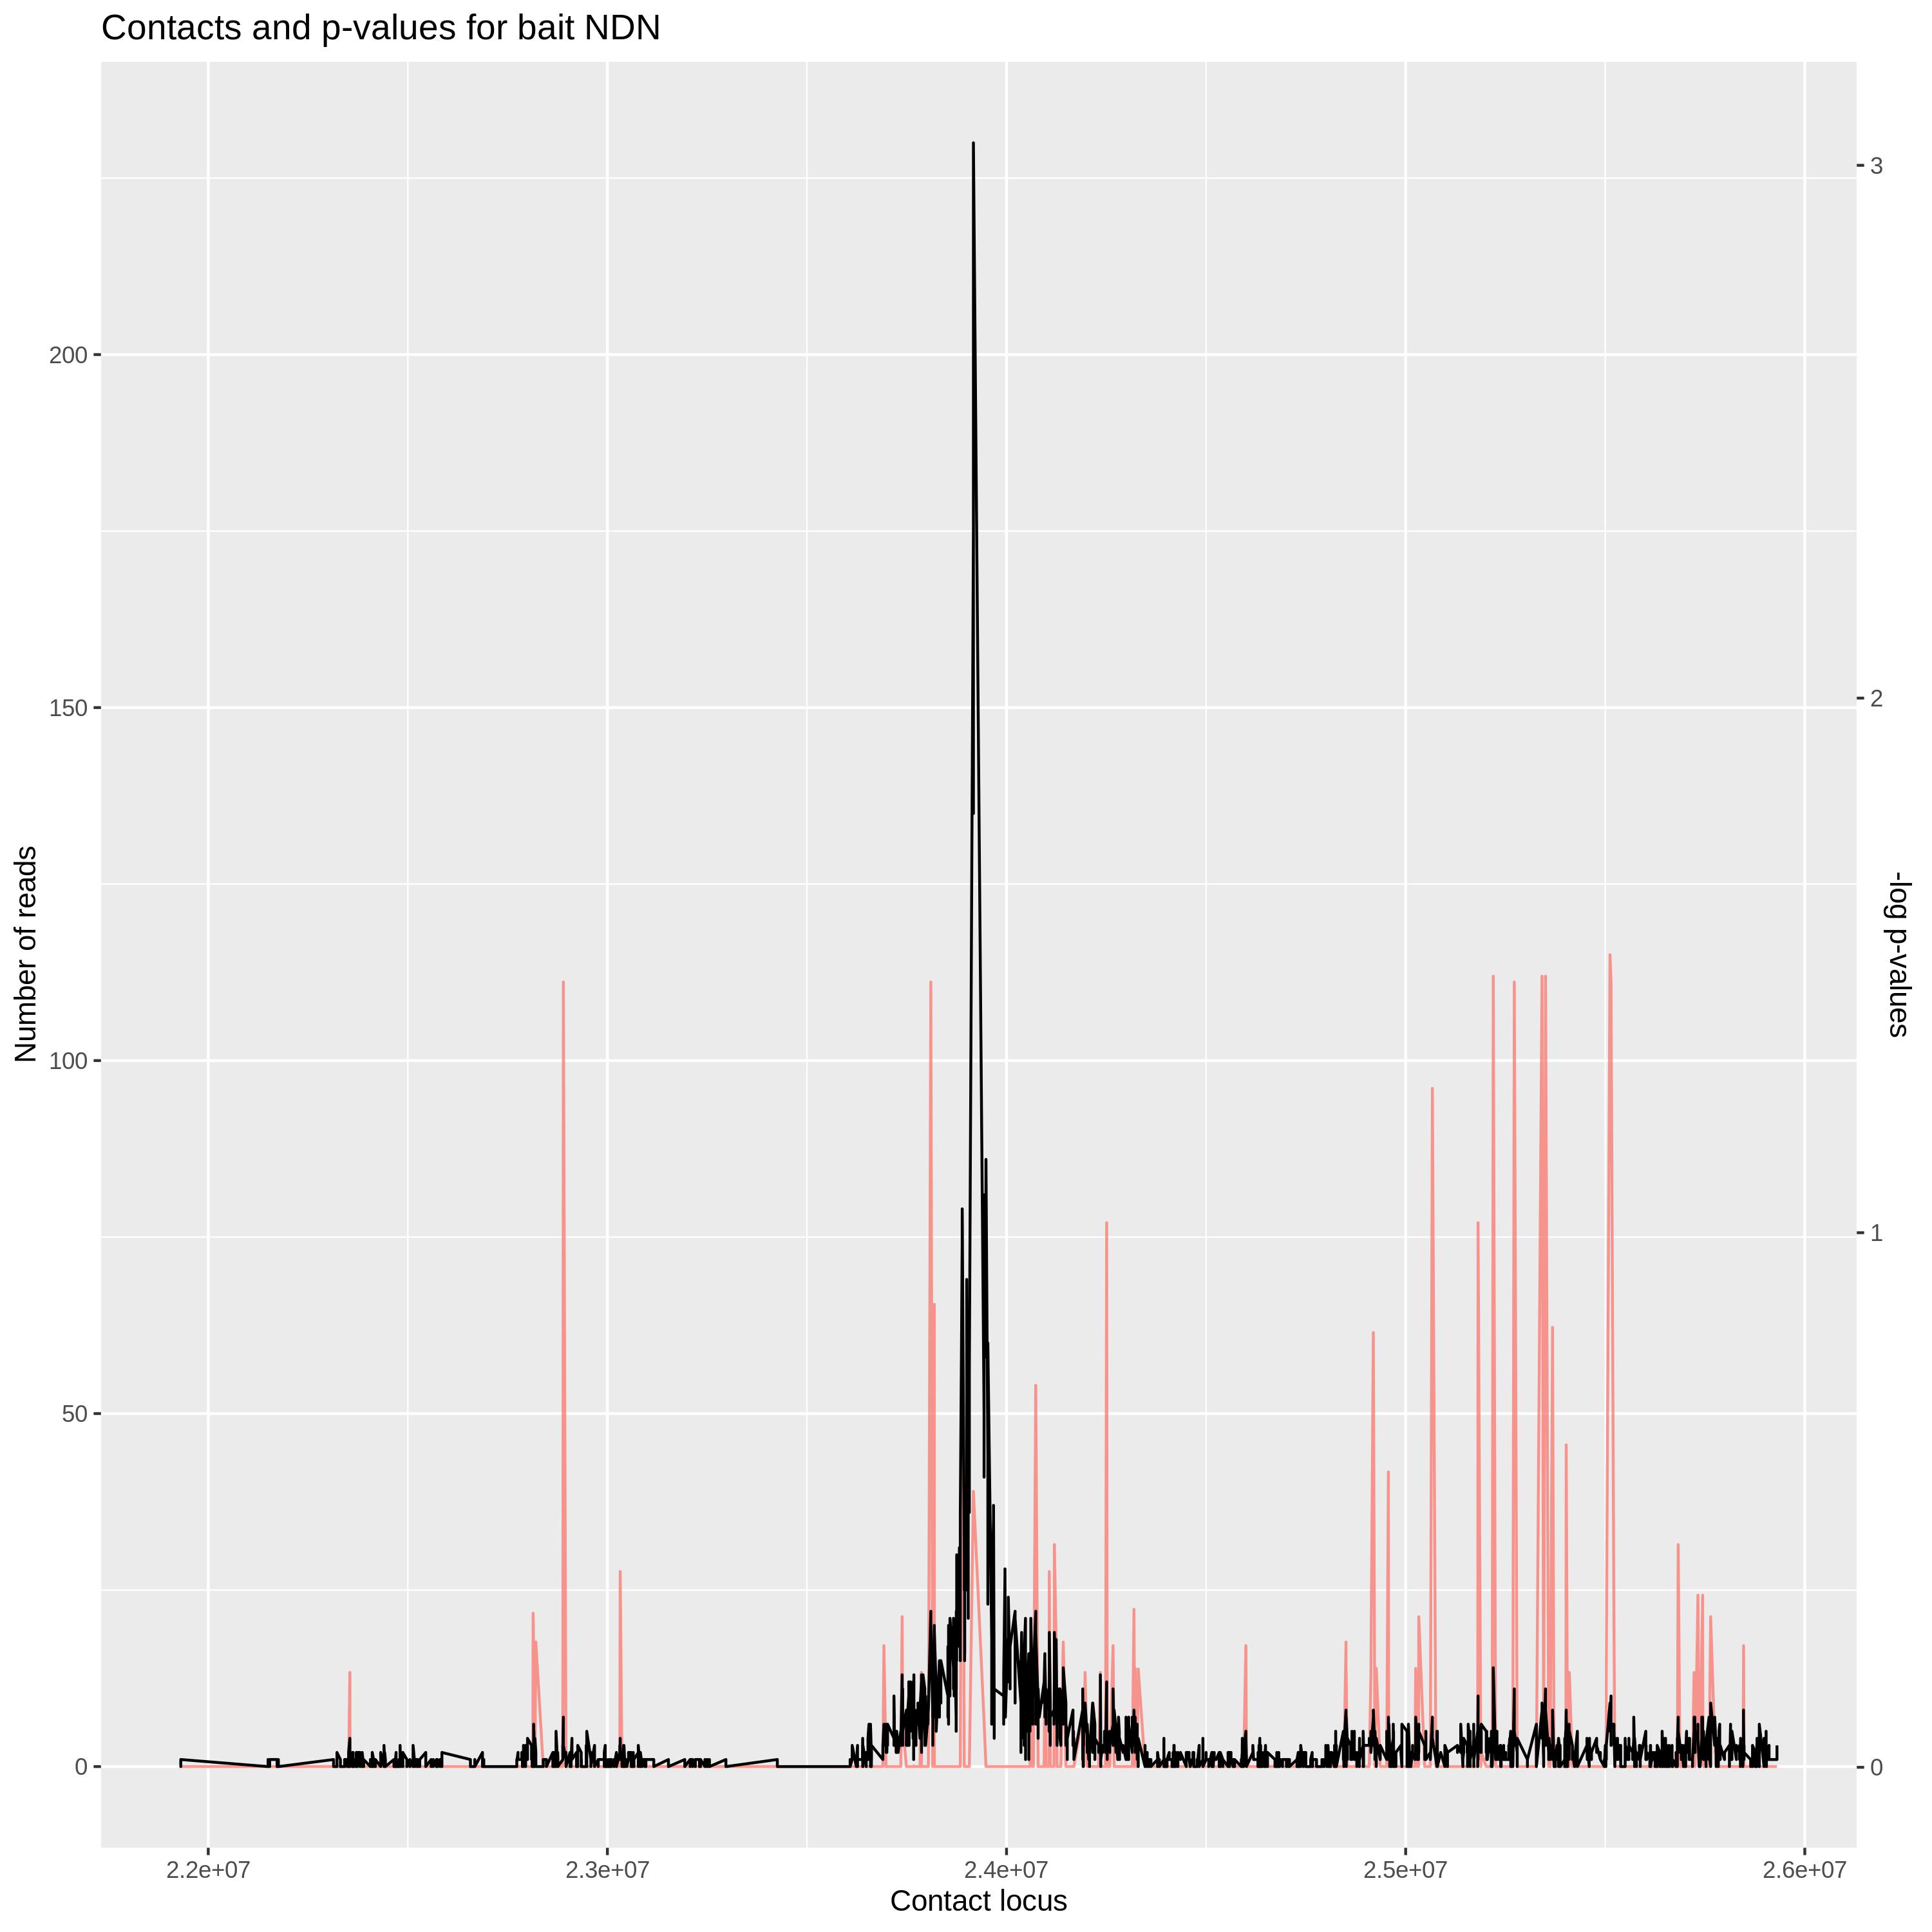 Contacts and p-values for bait NDN
Number of reads
200
150
100
50
0
3
2
1
0
-log p-values
2.2e+07 2.3e+07 2.4e+07 2.5e+07 2.6e+07
Contact locus